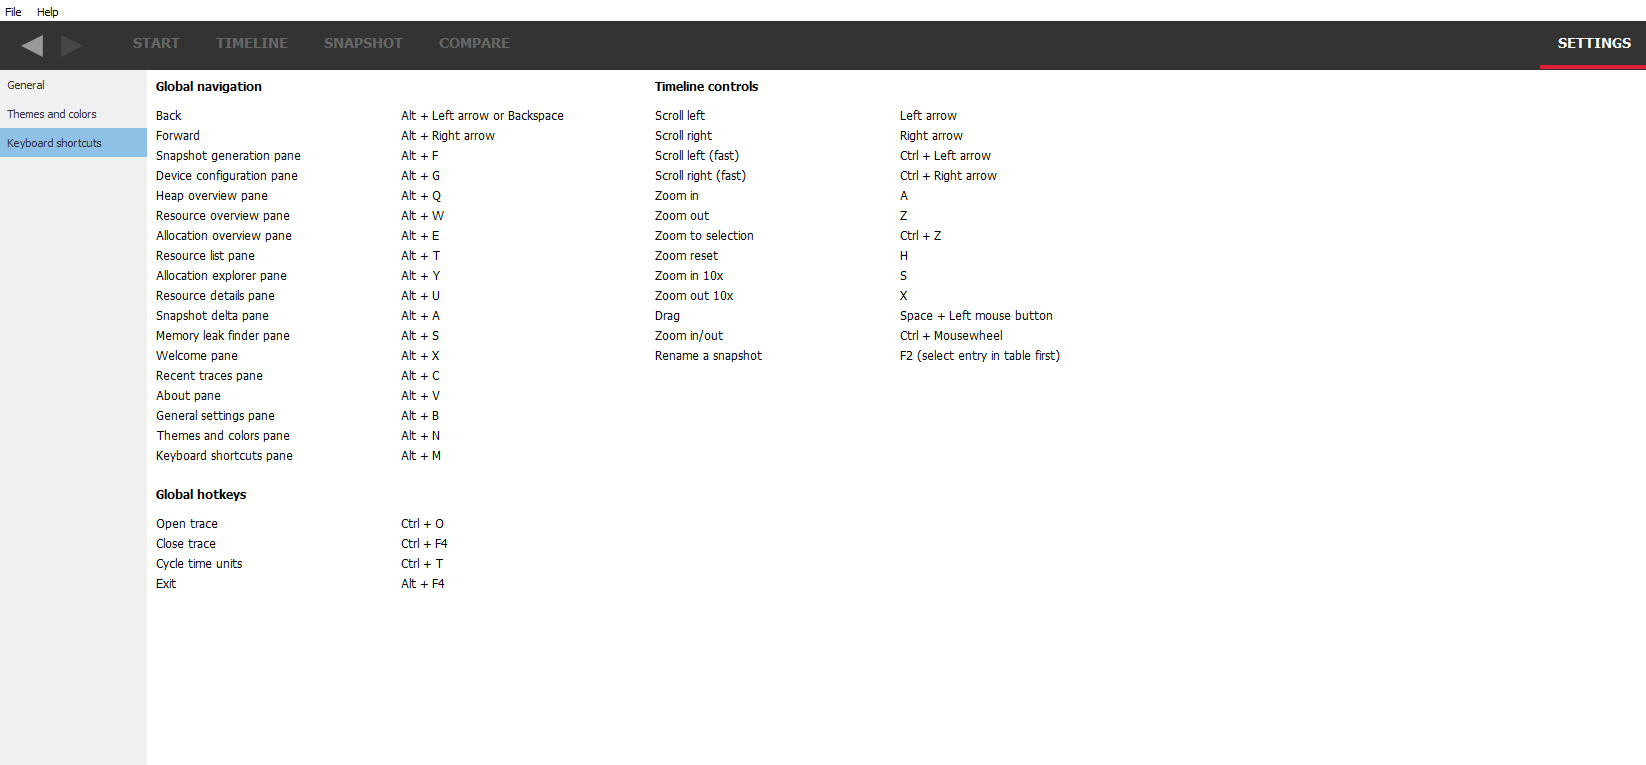 File Help
START TIMELINE SNAPSHOT COMPARE SETTINGS
General
Themes and colors
Keyboard shortcuts
Global navigation
Back Alt + Left arrow or Backspace
Forward Alt + Right arrow
Snapshot generation pane Alt + F
Device configuration pane Alt + G
Heap overview pane Alt + Q
Resource overview pane Alt + W
Allocation overview pane Alt + E
Resource list pane Alt + T
Allocation explorer pane Alt + Y
Resource details pane Alt + U
Snapshot delta pane Alt + A
Memory leak finder pane Alt + S
Welcome pane Alt + X
Recent traces pane Alt + C
About pane Alt + V
General settings pane Alt + B
Themes and colors pane Alt + N
Keyboard shortcuts pane Alt + M
Global hotkeys
Open trace Ctrl + O
Close trace Ctrl + F4
Cycle time units Ctrl + T
Exit Alt + F4
Timeline controls
Scroll left Left arrow
Scroll right Right arrow
Scroll left (fast) Ctrl + Left arrow
Scroll right (fast) Ctrl + Right arrow
Zoom in A
Zoom out Z
Zoom to selection Ctrl + Z
Zoom reset H
Zoom in 10x S
Zoom out 10x X
Drag Space + Left mouse button
Zoom in/out Ctrl + Mousewheel
Rename a snapshot F2 (select entry in table first)